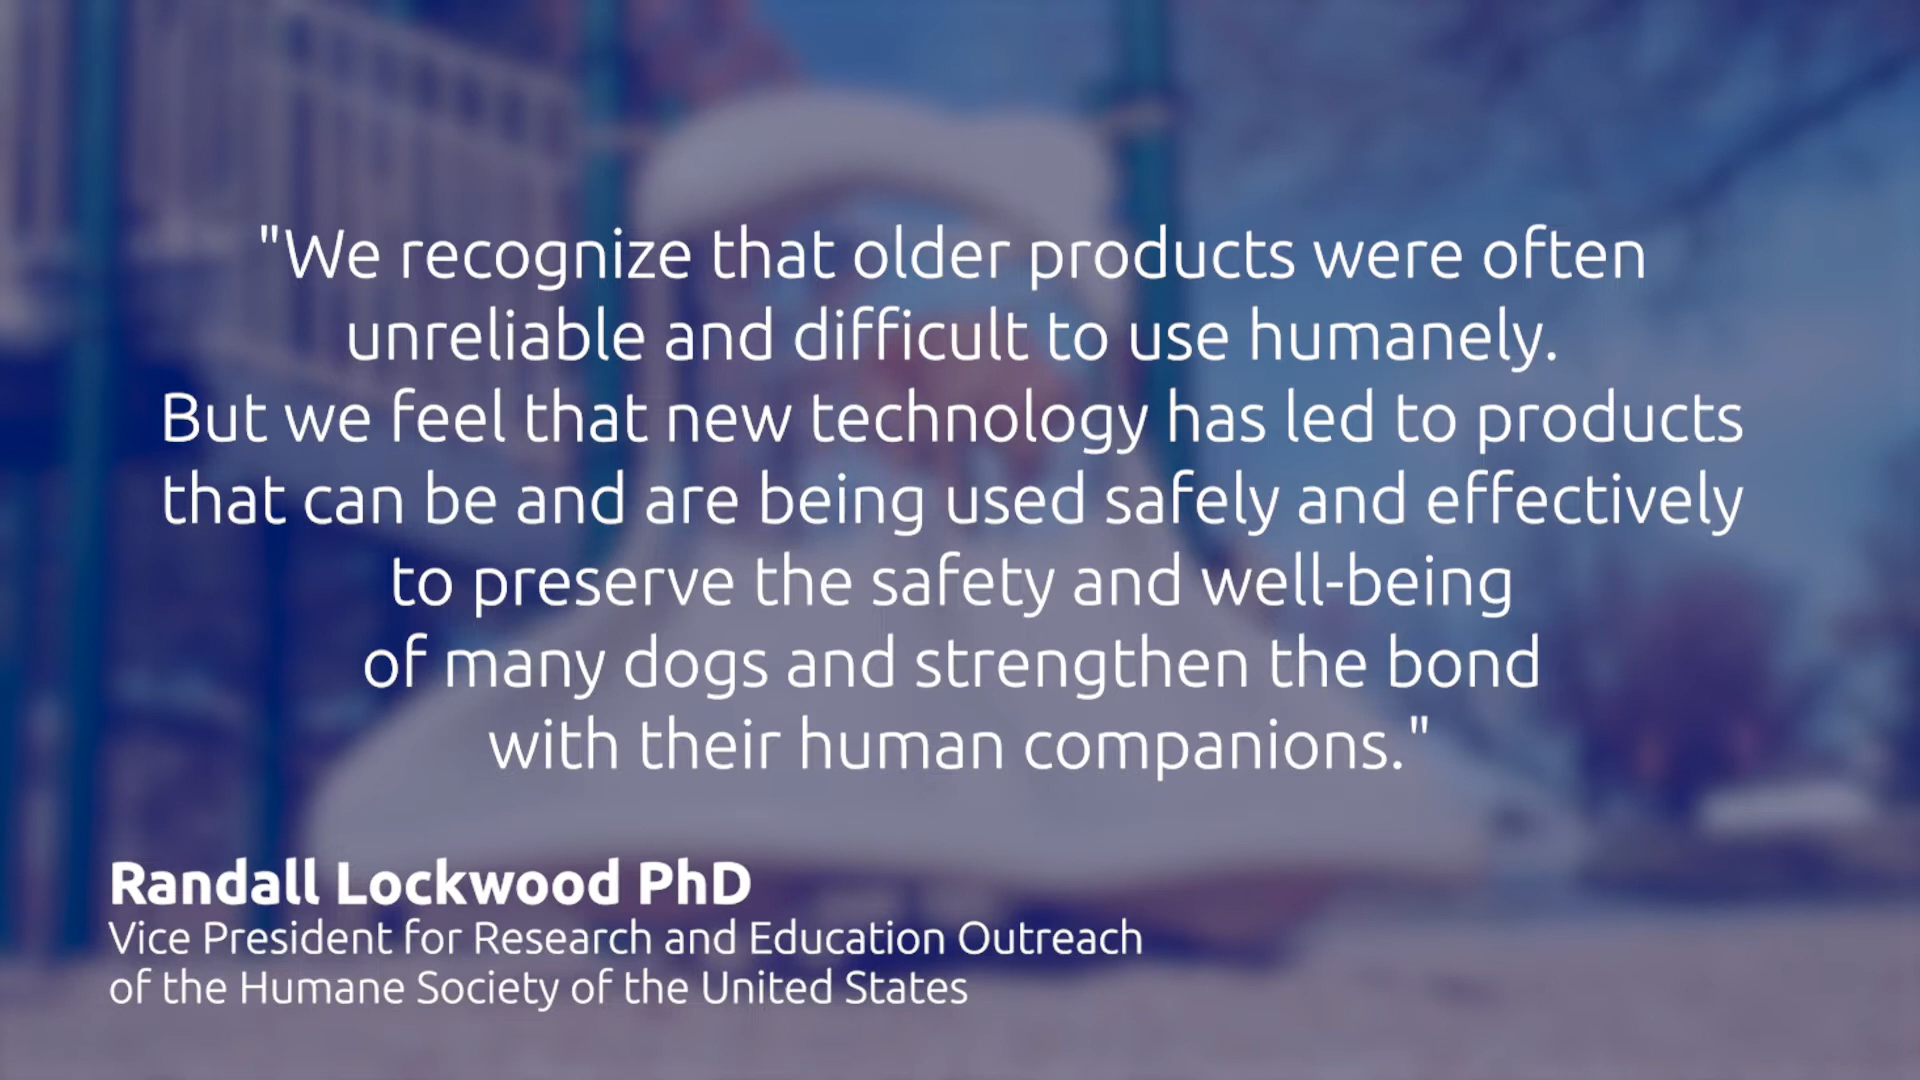 "We recognize that older products were often
unreliable and difficult to use humanely.
But we feel that new technology has led to products
that can be and are being used safely and effectively
to preserve the safety and well-being
of many dogs and strengthen the bond
with their human companions."
Randall Lockwood PhD
Vice President for Research and Education Outreach
of the Humane Society of the United States